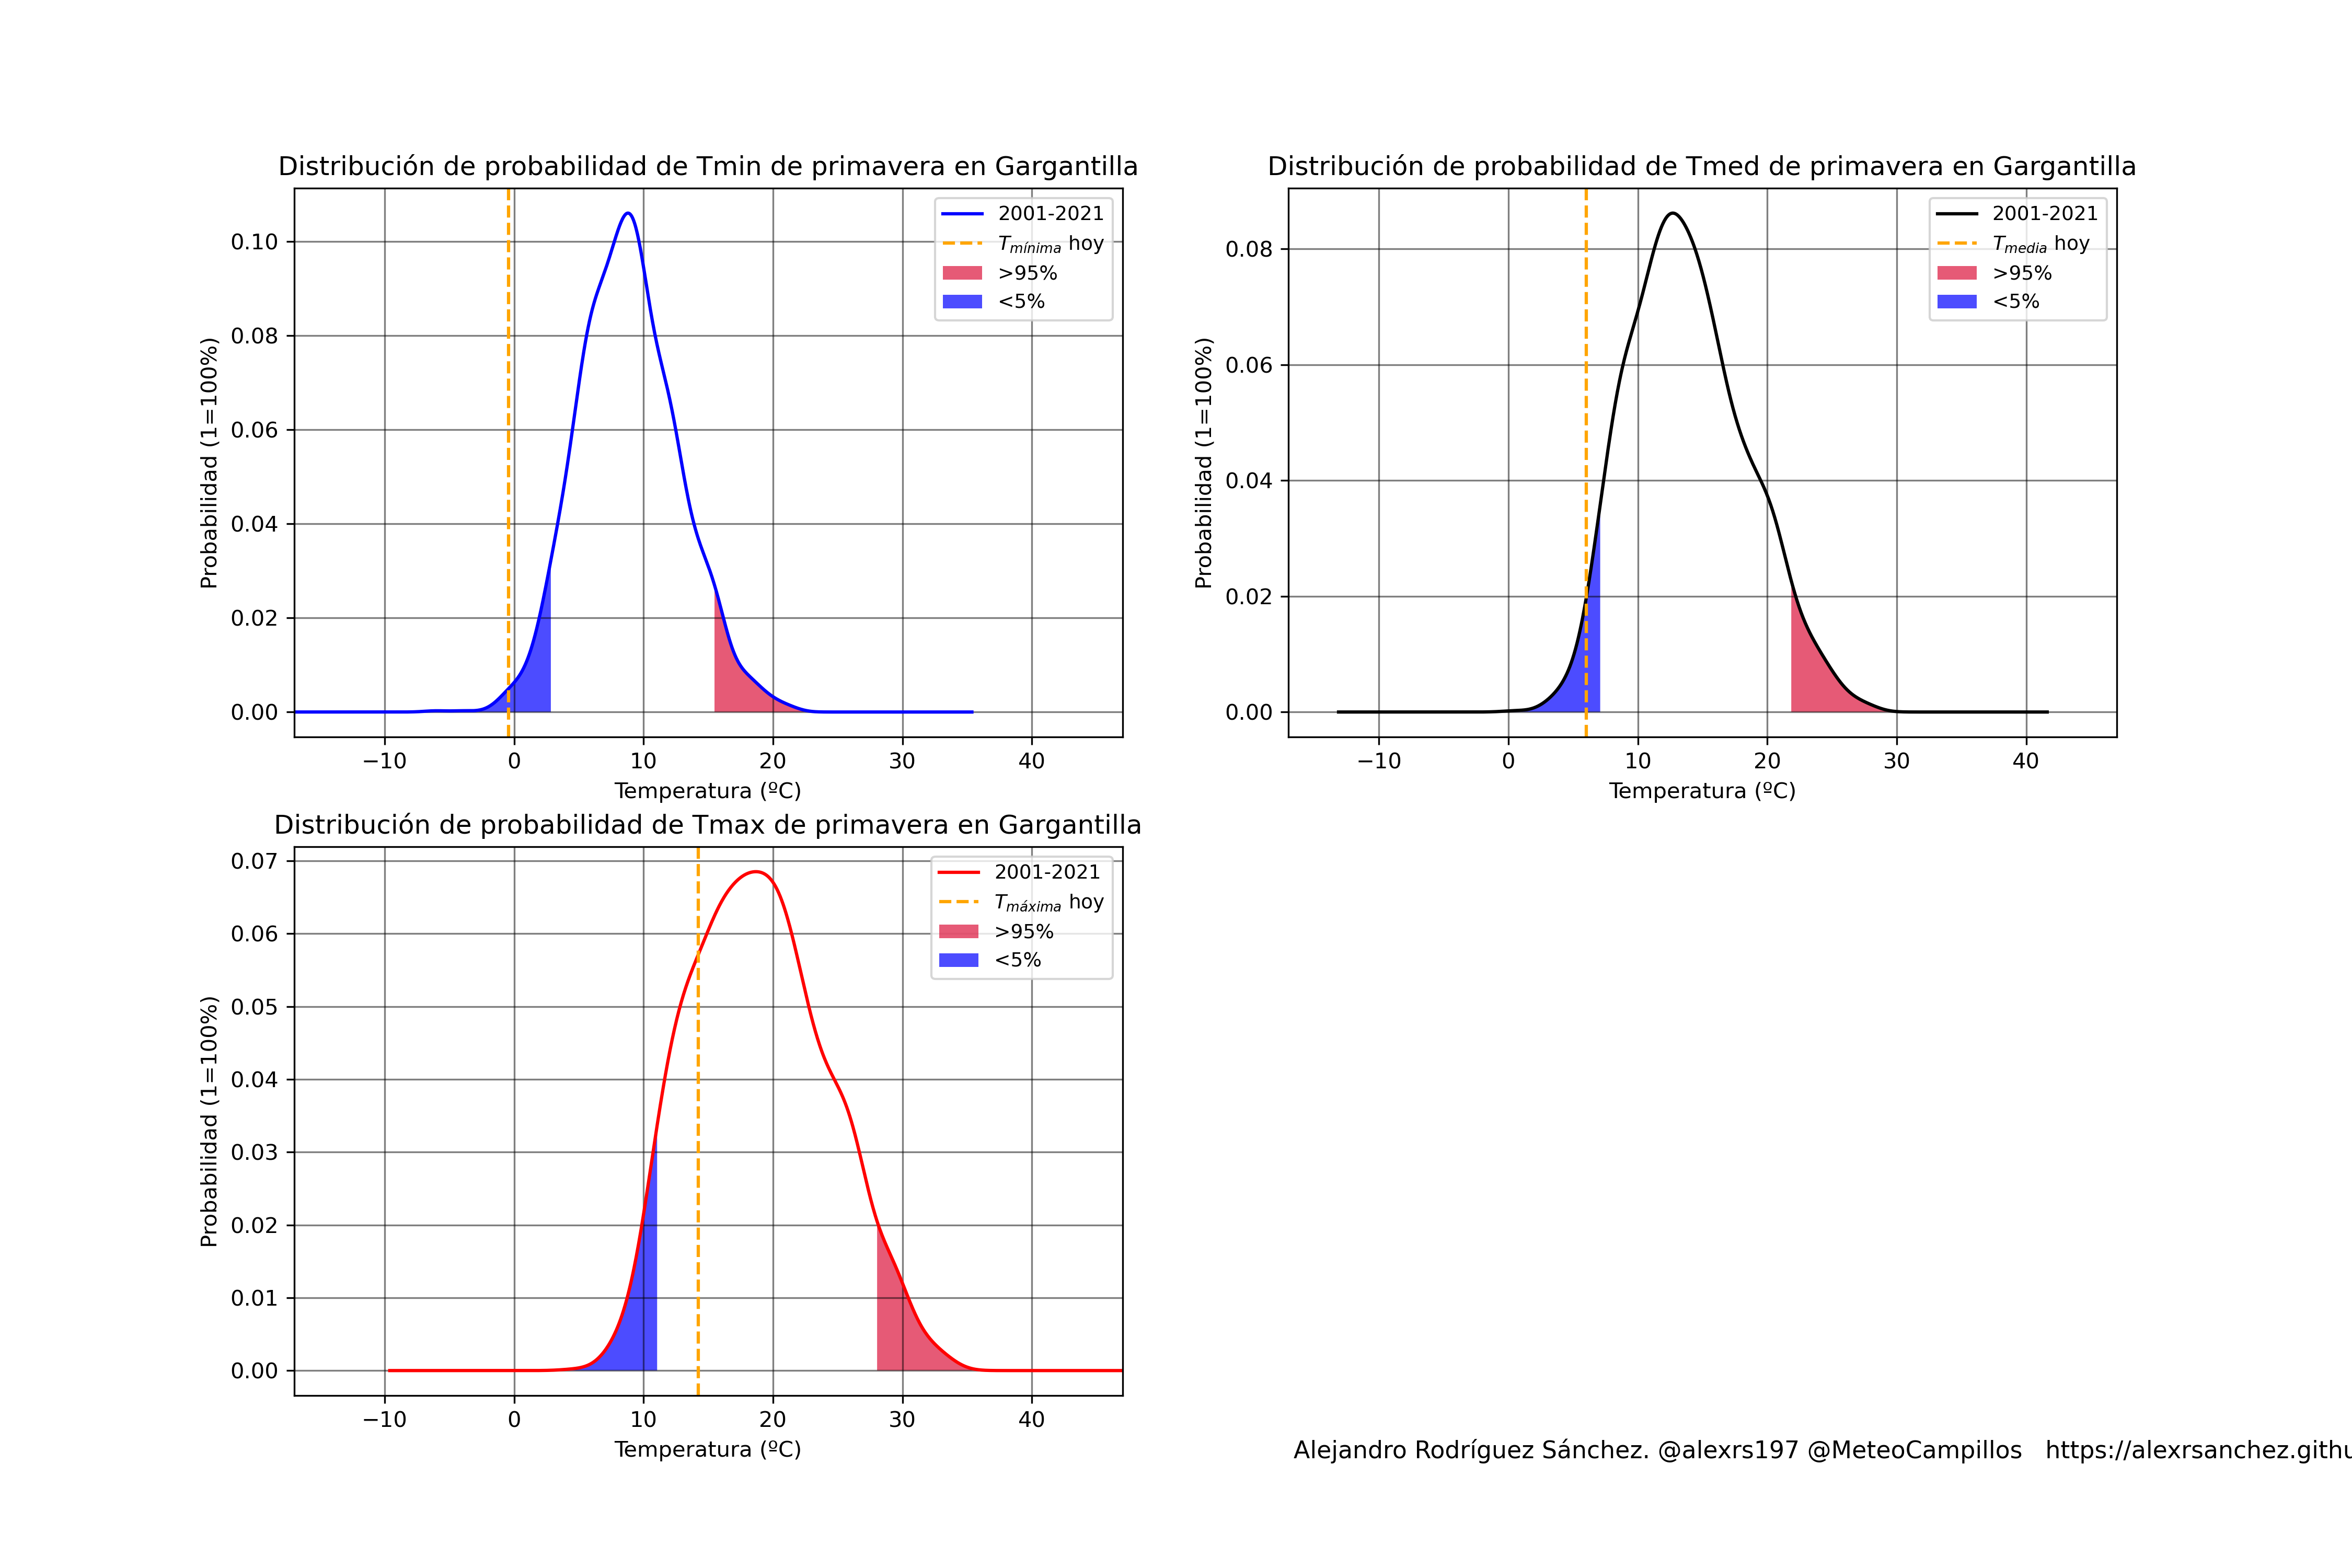 Distribución de probabilidad de Tmin de primavera en Gargantilla
0.10
0.08
0.06
0.04
0.02
0.00
Probabilidad (1=100%)
−10 0 10 20 30 40
Temperatura (ºC)
2001-2021
Tmínima hoy
>95%
<5%
Distribución de probabilidad de Tmed de primavera en Gargantilla
0.08
0.06
0.04
0.02
0.00
Probabilidad (1=100%)
−10 0 10 20 30 40
Temperatura (ºC)
2001-2021
Tmedia hoy
>95%
<5%
Distribución de probabilidad de Tmax de primavera en Gargantilla
0.07
0.06
0.05
0.04
0.03
0.02
0.01
0.00
Probabilidad (1=100%)
−10 0 10 20 30 40
Temperatura (ºC)
2001-2021
Tmáxima hoy
>95%
<5%
Alejandro Rodríguez Sánchez. @alexrs197 @MeteoCampillos https://alexrsanchez.githu